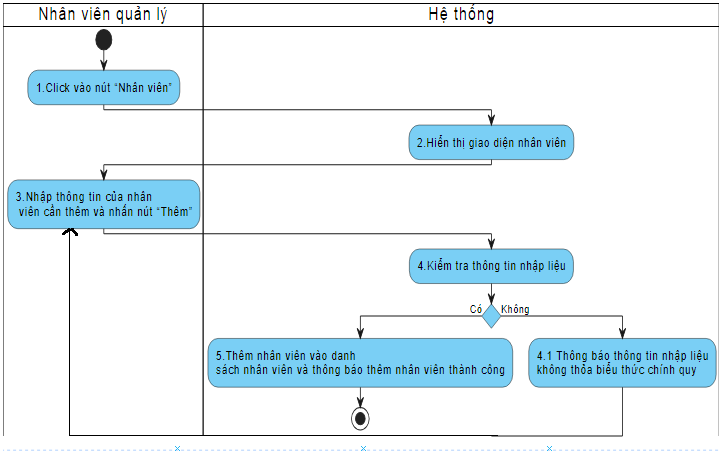 Nhân viên quản lý
Hệ thống
1.Click vào nút “Nhân viên”
2.Hiển thị giao diện nhân viên
3.Nhập thông tin của nhân
viên cần thêm và nhấn nút “Thêm”
4.Kiểm tra thông tin nhập liệu
Có
Không
5.Thêm nhân viên vào danh
sách nhân viên và thông báo thêm nhân viên thành công
4.1 Thông báo thông tin nhập liệu
không thỏa biểu thức chính quy